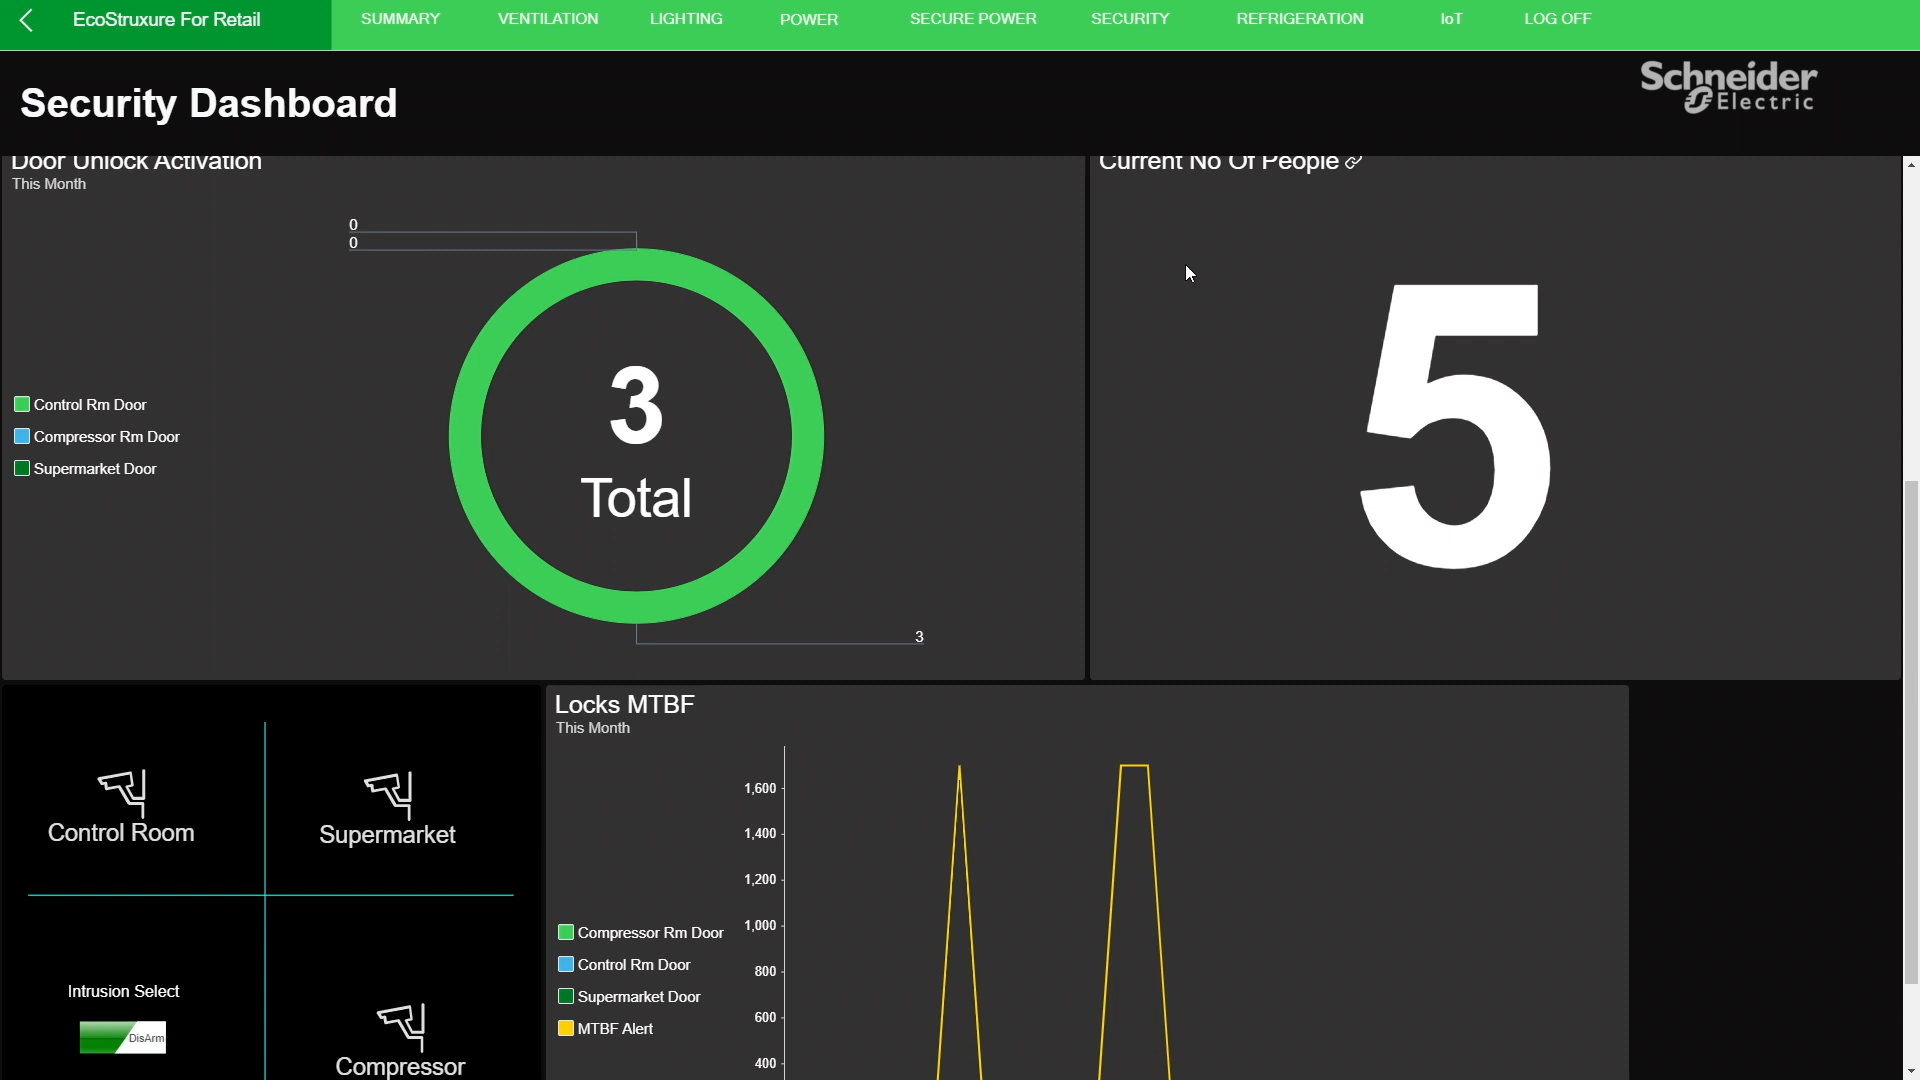 EcoStruxure For Retail
SUMMARY
VENTILATION
LIGHTING
POWER
SECURE POWER
SECURITY
REFRIGERATION
IoT
LOG OFF
Security Dashboard
Schneider
Electric
Door Unlock Activation
This Month
0
0
Control Rm Door
Compressor Rm Door
Supermarket Door
3
Total
3
Current No Of People
5
Control Room
Supermarket
Intrusion Select
DisArm
Compressor
Locks MTBF
This Month
Compressor Rm Door
Control Rm Door
Supermarket Door
MTBF Alert
1,600
1,400
1,200
1,000
800
600
400